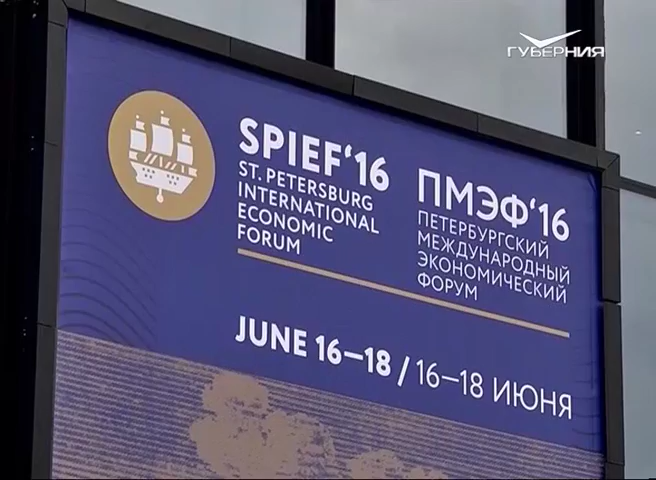 ГУБЕРНИЯ
SPIEF‘16
ST. PETERSBURG
INTERNATIONAL
ECONOMIC
FORUM
ПМЭФ‘16
ПЕТЕРБУРГСКИЙ
МЕЖДУНАРОДНЫЙ
ЭКОНОМИЧЕСКИЙ
ФОРУМ
JUNE 16–18 / 16–18 ИЮНЯ